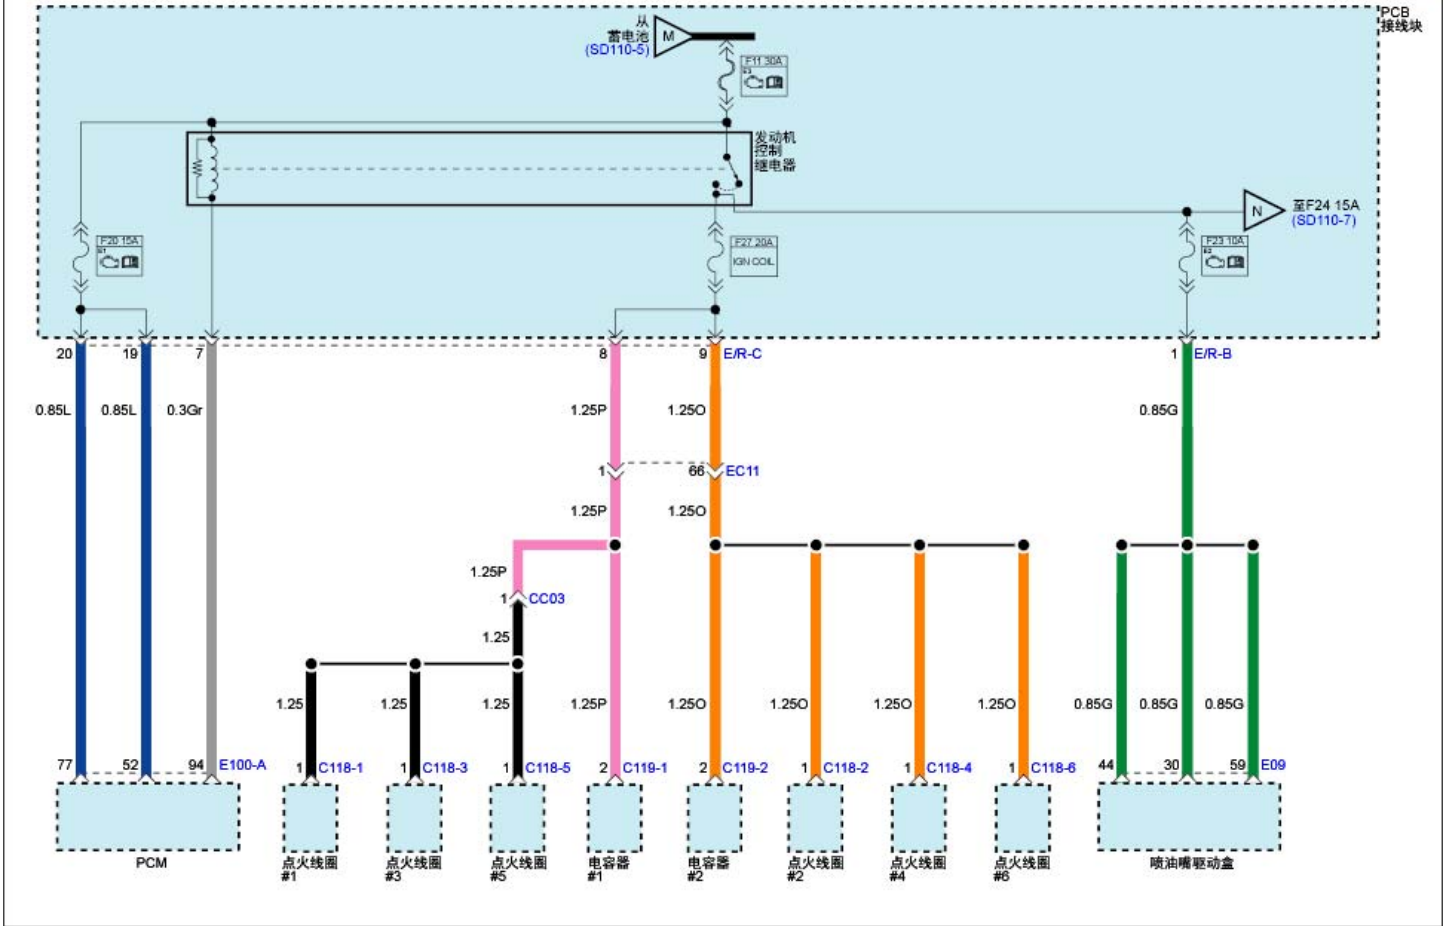 PCB
接线块
从
蓄电池
(SD110-5)
M
F11 30A
E3
发动机
控制
继电器
N
至F24 15A
(SD110-7)
F20 15A
E1
F27 20A
IGN COIL
F23 10A
E2
20
19
7
8
9
E/R-C
1
E/R-B
0.85L
0.85L
0.3Gr
1.25P
1.25O
0.85G
1
66
EC11
1.25P
1.25O
1.25P
1
CC03
1.25
1.25
1.25
1.25
1.25P
1.25O
1.25O
1.25O
1.25O
0.85G
0.85G
0.85G
77
52
94
E100-A
1
C118-1
1
C118-3
1
C118-5
2
C119-1
2
C119-2
1
C118-2
1
C118-4
1
C118-6
44
30
59
E09
PCM
点火线圈
#1
点火线圈
#3
点火线圈
#5
电容器
#1
电容器
#2
点火线圈
#2
点火线圈
#4
点火线圈
#6
喷油嘴驱动盒